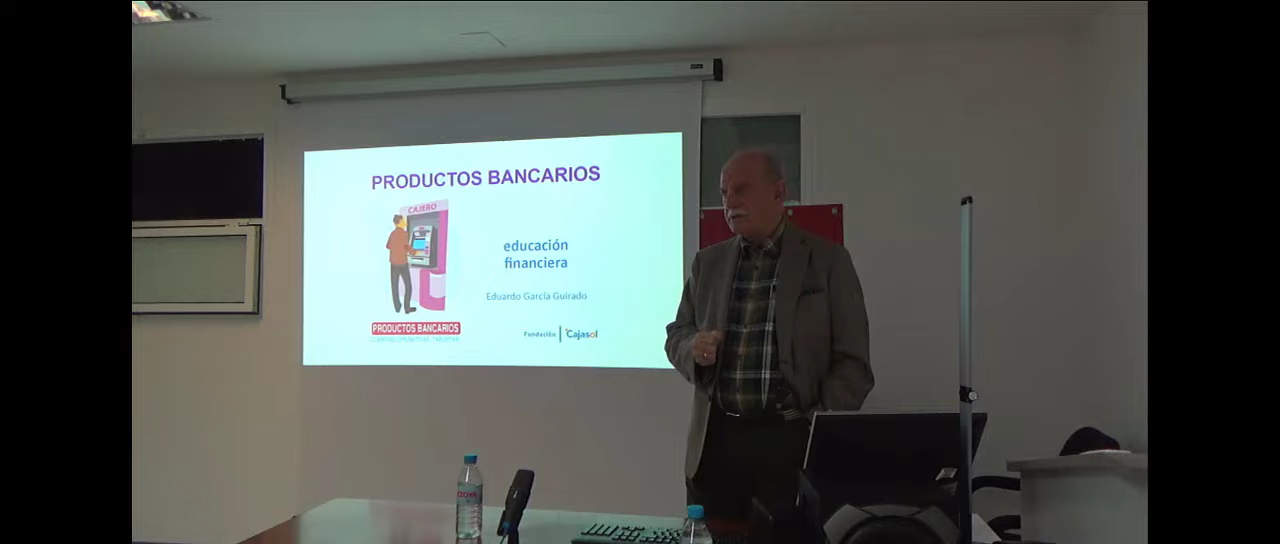 PRODUCTOS BANCARIOS
CAJERO
educación
financiera
Eduardo García Guirado
PRODUCTOS BANCARIOS
Fundación Cajasol